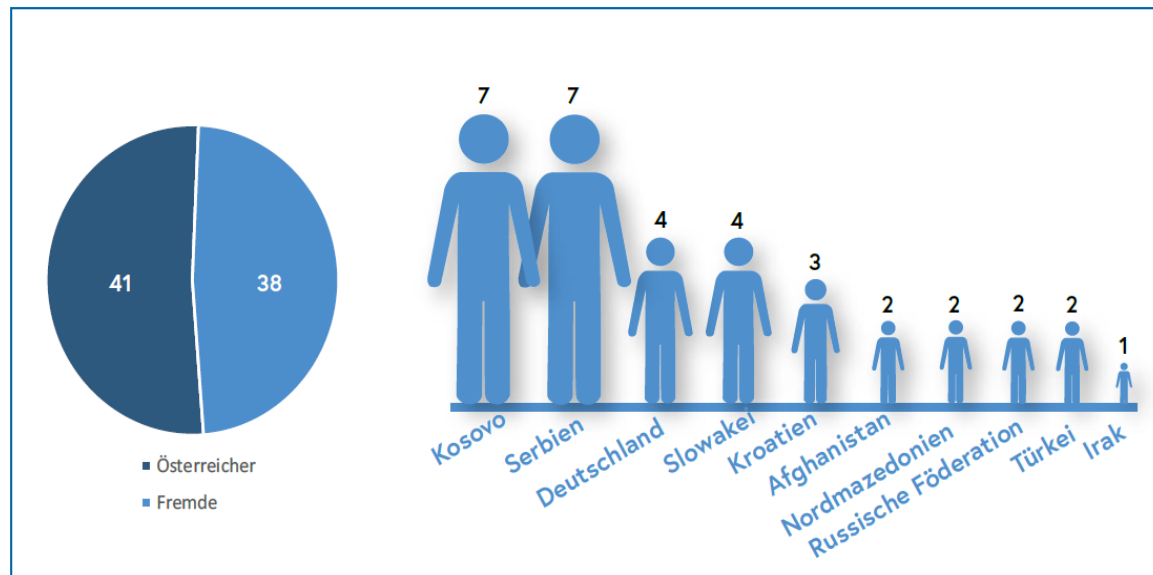 41
38
Österreicher
Fremde
7
7
4
4
3
2
2
2
2
1
Kosovo
Serbien
Deutschland
Slowakei
Kroatien
Afghanistan
Nordmazedonien
Russische Föderation
Türkei
Irak